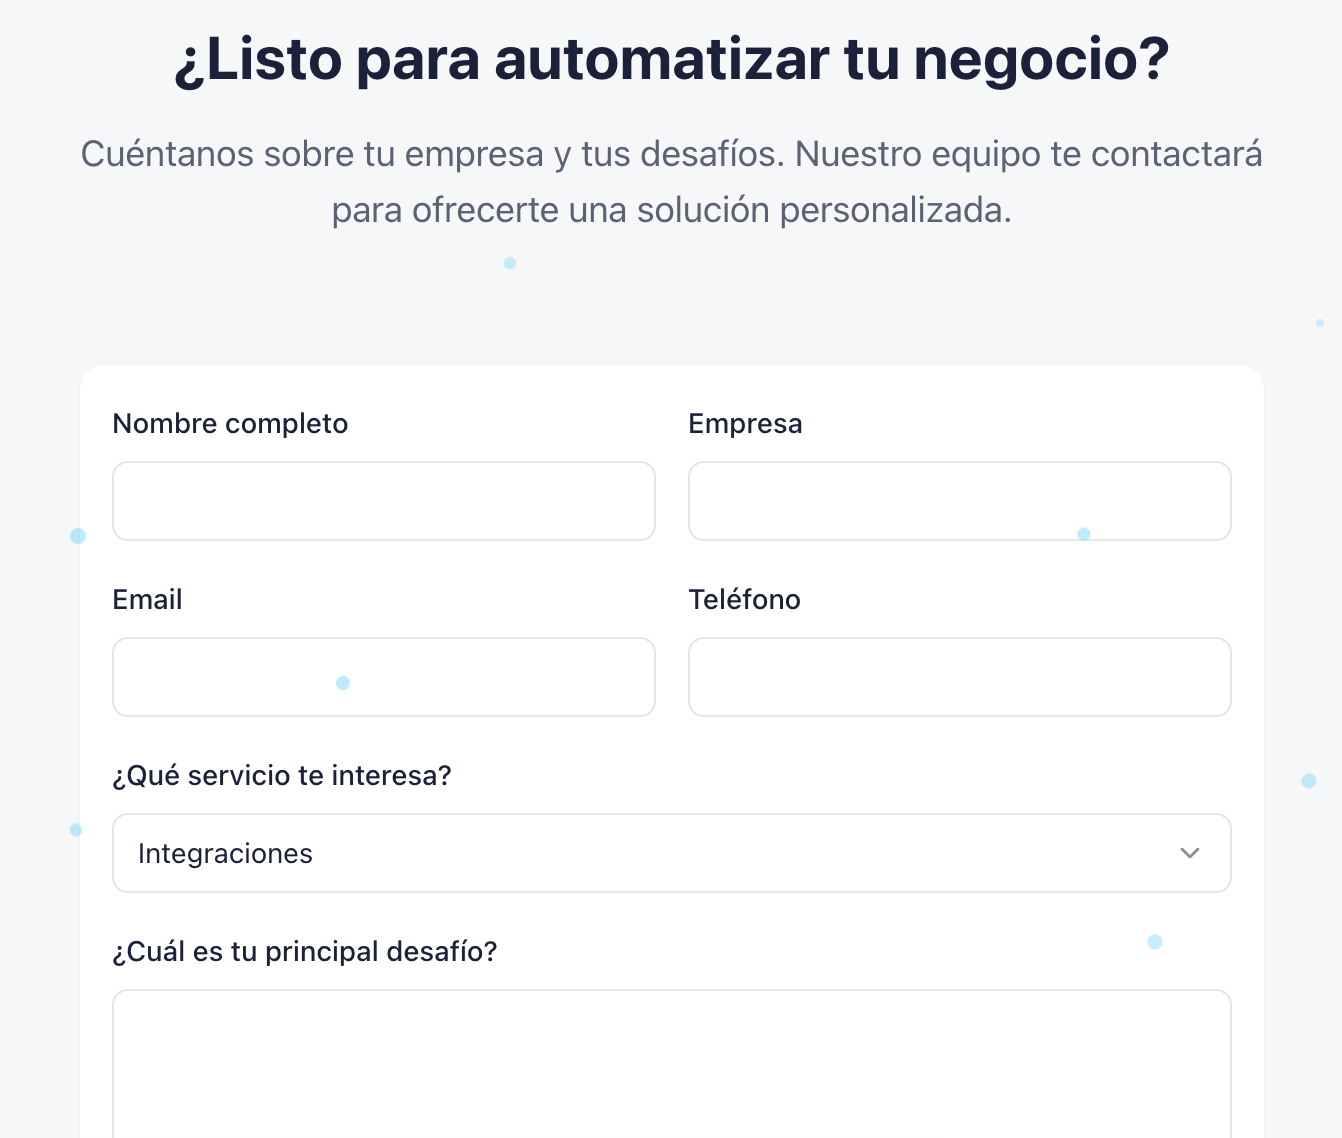 ¿Listo para automatizar tu negocio?
Cuéntanos sobre tu empresa y tus desafíos. Nuestro equipo te contactará
para ofrecerte una solución personalizada.
Nombre completo
Empresa
Email
Teléfono
¿Qué servicio te interesa?
Integraciones
¿Cuál es tu principal desafío?